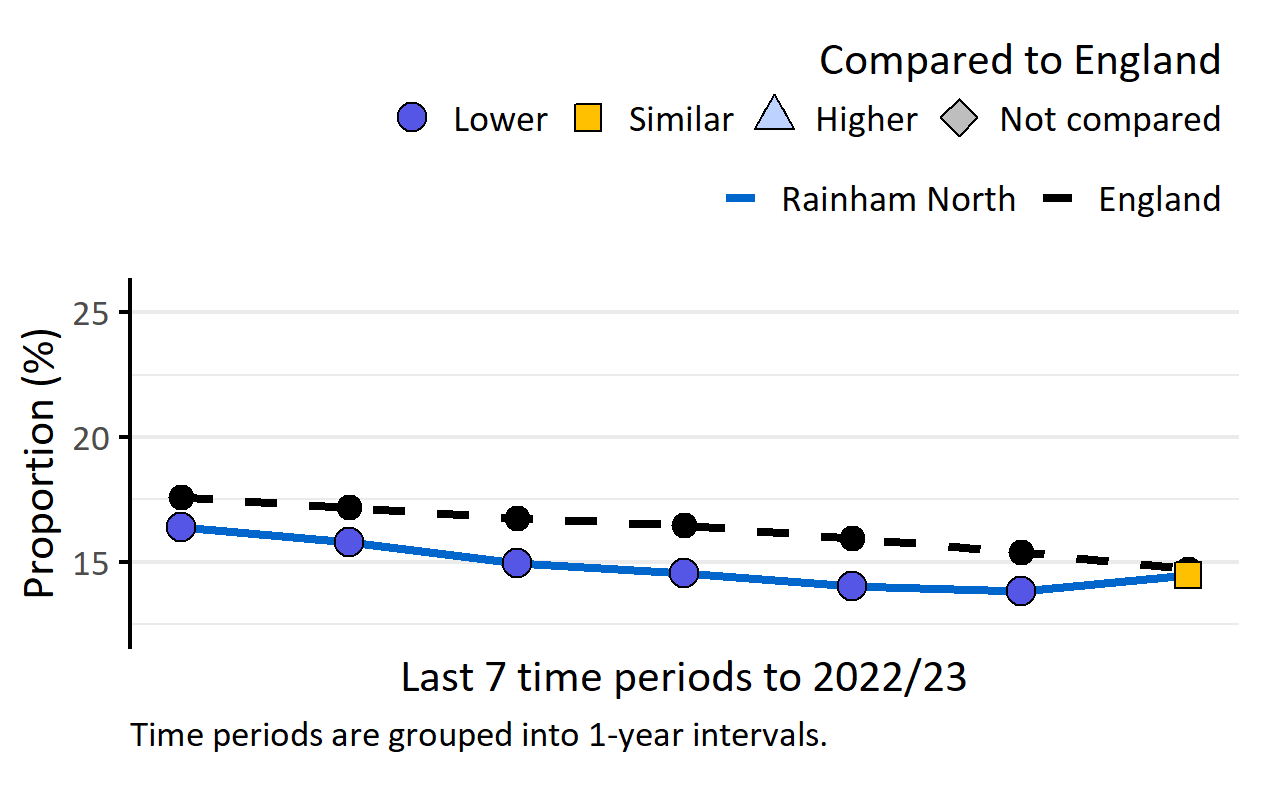 Compared to England
Lower Similar Higher Not compared
Rainham North England
25
20
15
Proportion (%)
Last 7 time periods to 2022/23
Time periods are grouped into 1-year intervals.